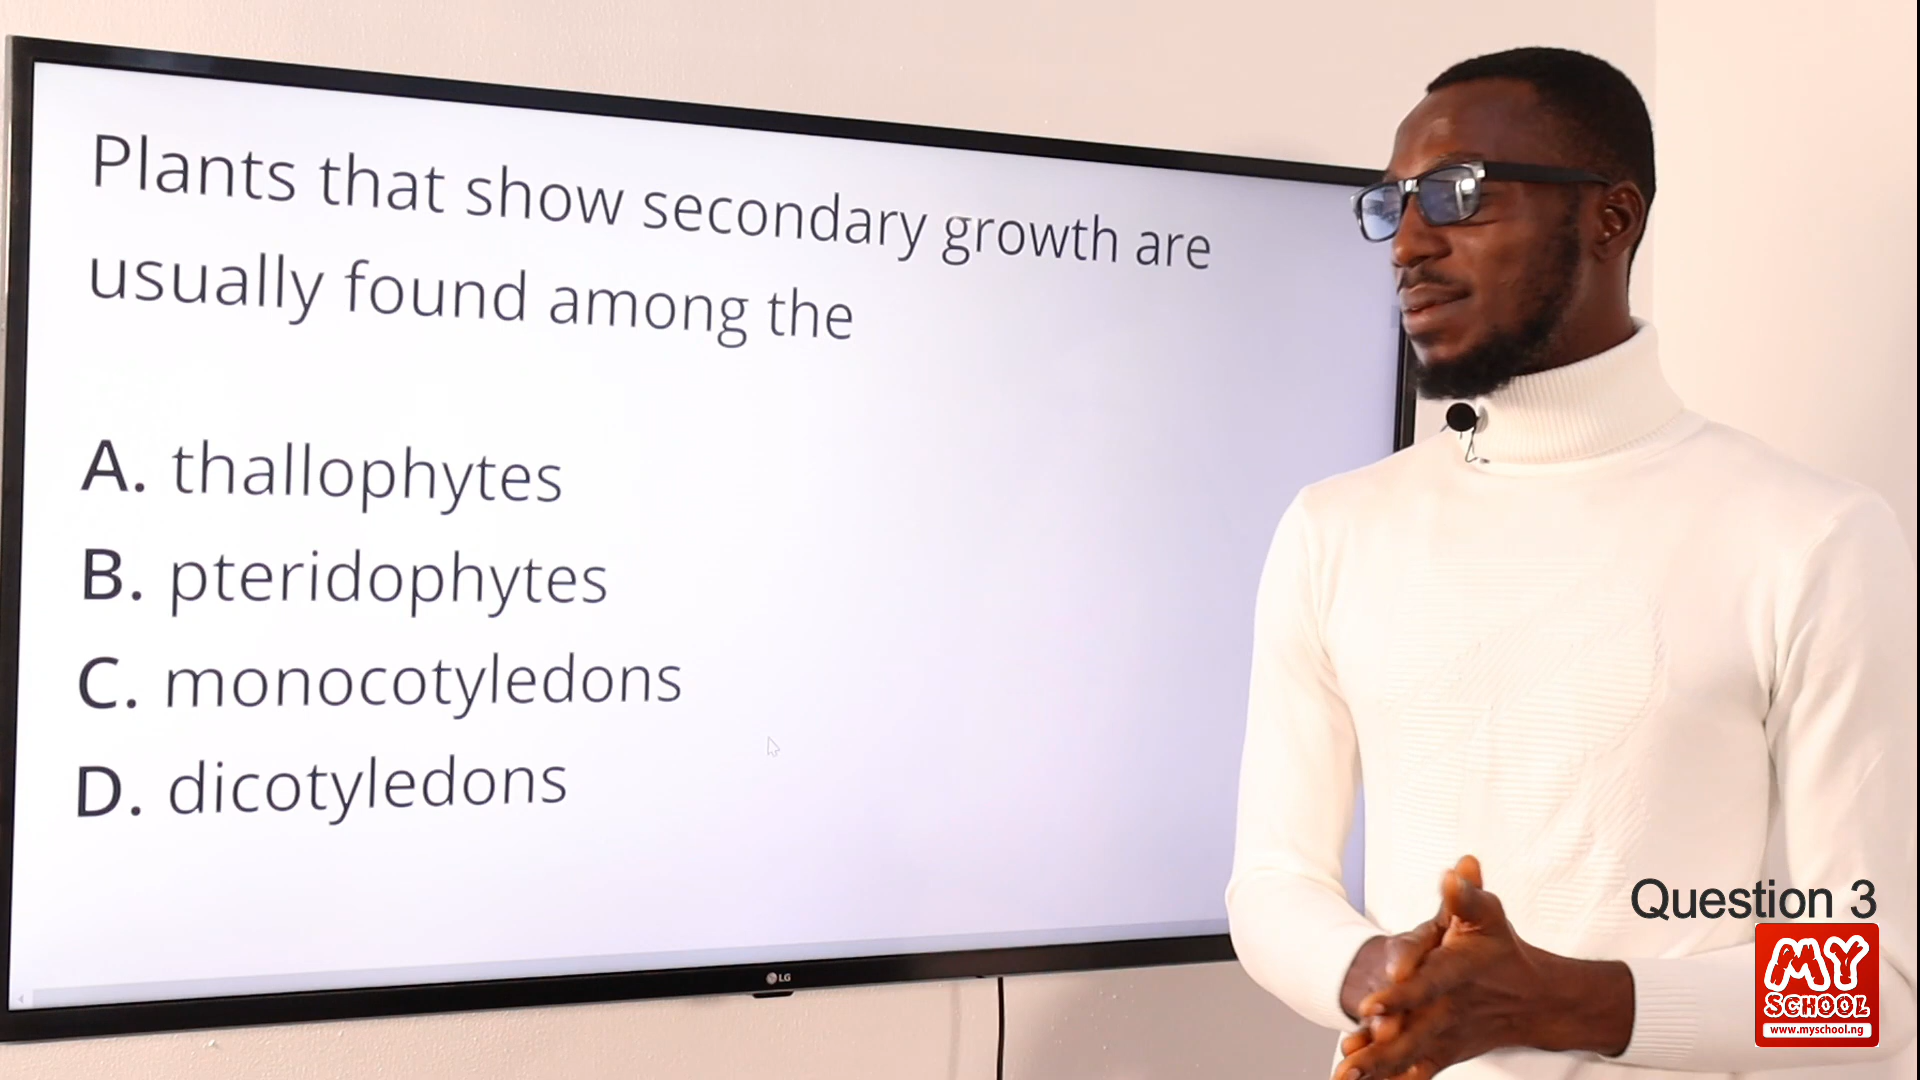 Plants that show secondary growth are
usually found among the
A. thallophytes
B. pteridophytes
C. monocotyledons
D. dicotyledons
LG
Question 3
MY
SCHOOL
www.myschool.ng